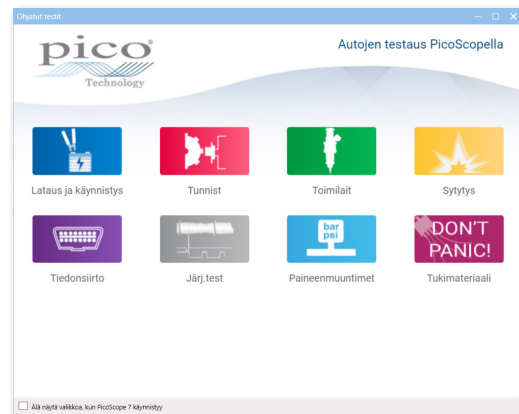 Ohjatut testit
pico
Technology
Autojen testaus PicoScopella
Lataus ja käynnistys
Tunnist
Toimilait
Sytytys
bar
psi
DON'T
PANIC!
Tiedonsiirto
Järj.test
Paineenmuuntimet
Tukimateriaali
Älä näytä valikkoa, kun PicoScope 7 käynnistyy